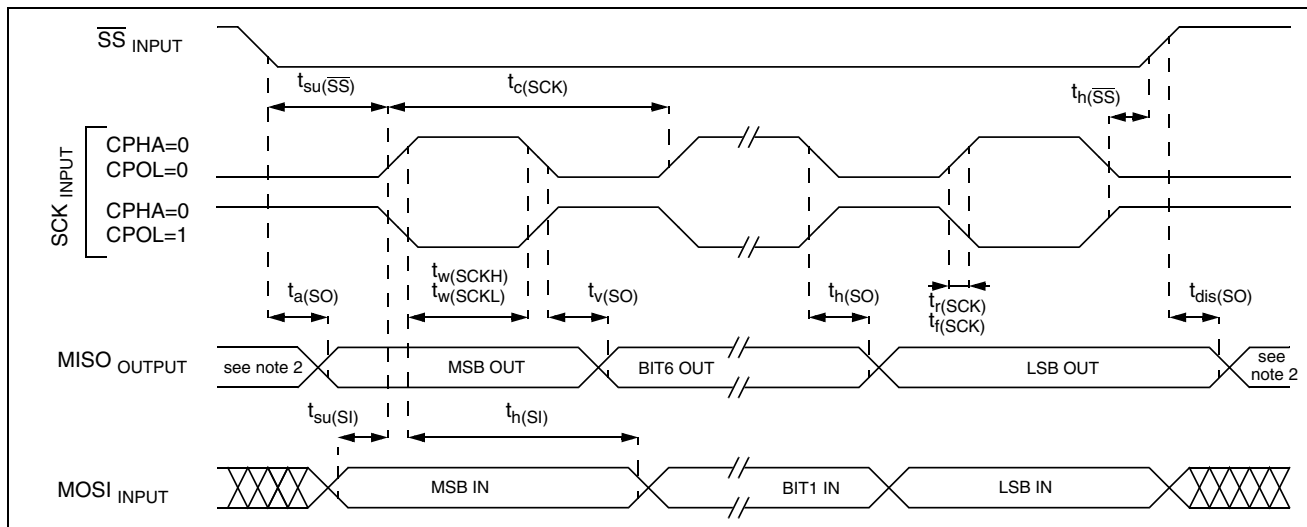 SS INPUT
tsu(SS)
tc(SCK)
th(SS)
SCK INPUT
CPHA=0
CPOL=0
CPHA=0
CPOL=1
ta(SO)
tw(SCKH)
tw(SCKL)
tv(SO)
th(SO)
tr(SCK)
tf(SCK)
tdis(SO)
MISO OUTPUT
see note 2
MSB OUT
BIT6 OUT
LSB OUT
see
note 2
tsu(SI)
th(SI)
MOSI INPUT
MSB IN
BIT1 IN
LSB IN